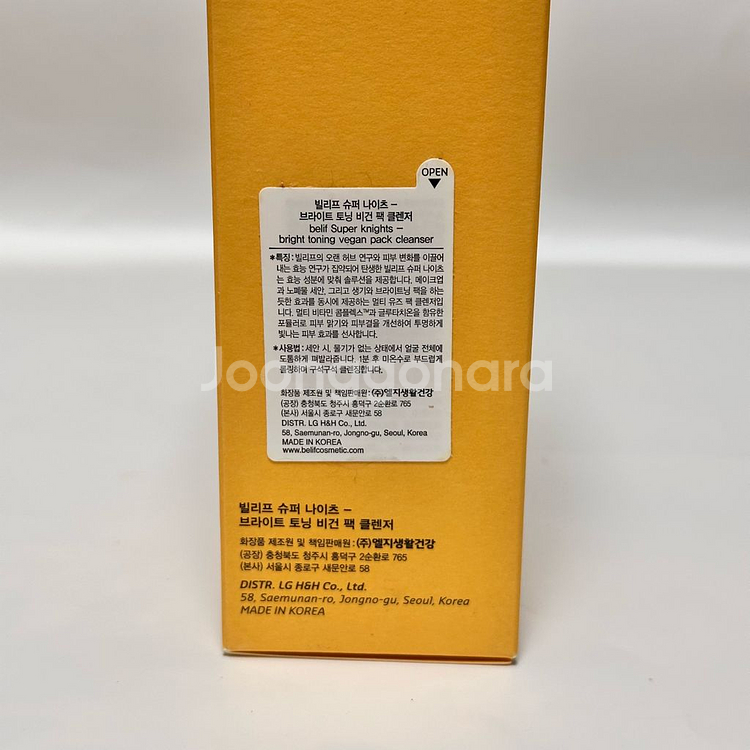 OPEN
빌리프 슈퍼 나이츠 –
브라이트 토닝 비건 팩 클렌저
belif Super knights –
bright toning vegan pack cleanser
*특징 : 빌리프의 오랜 허브 연구와 피부 변화를 이끌어
내는 효능 연구가 집약되어 탄생한 빌리프 슈퍼 나이츠
는 효능 성분에 맞춰 솔루션을 제공합니다. 메이크업
과 노폐물 세안, 그리고 생기와 브라이트닝 팩을 하는
듯한 효과를 동시에 제공하는 멀티 유즈 팩 클렌저입니
다. 멀티 비타민 콤플렉스™과 글루타치온을 함유한
포뮬러로 피부 맑기와 피부결을 개선하여 투명하게
빛나는 피부 효과를 선사합니다.
*사용법 : 세안 시, 물기가 없는 상태에서 얼굴 전체에
도톰하게 펴발라줍니다. 1분 후 미온수로 부드럽게
롤링하며 구석구석 클렌징합니다.
Joonggonara
화장품 제조원 및 책임판매원 : (주)엘지생활건강
(공장) 충청북도 청주시 흥덕구 2순환로 765
(본사) 서울시 종로구 새문안로 58
DISTR. LG H&H Co., Ltd.
58, Saemunan-ro, Jongno-gu, Seoul, Korea
MADE IN KOREA
www.belifcosmetic.com
빌리프 슈퍼 나이츠 –
브라이트 토닝 비건 팩 클렌저
화장품 제조원 및 책임판매원 : (주)엘지생활건강
(공장) 충청북도 청주시 흥덕구 2순환로 765
(본사) 서울시 종로구 새문안로 58
DISTR. LG H&H Co., Ltd.
58, Saemunan-ro, Jongno-gu, Seoul, Korea
MADE IN KOREA